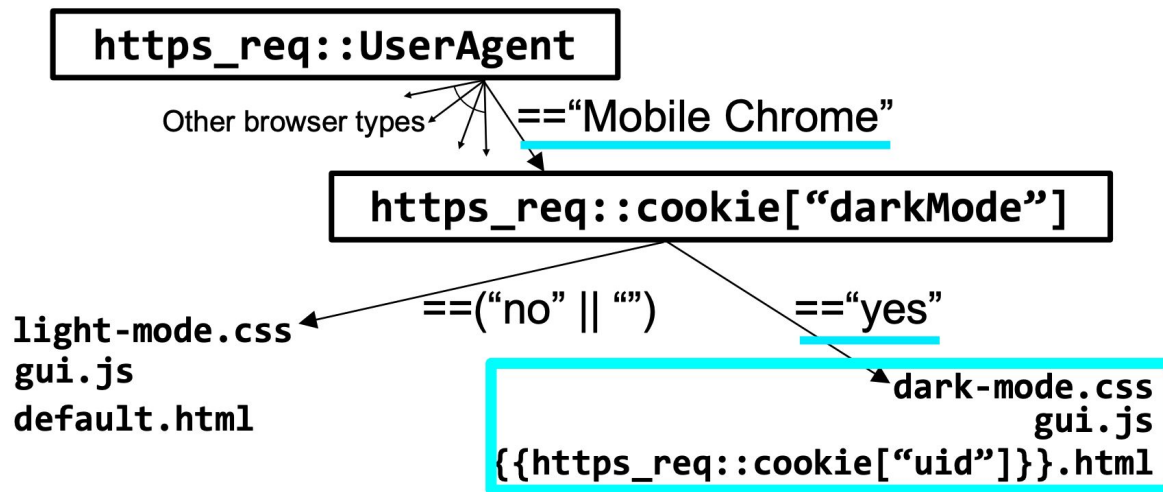 https_req::UserAgent
Other browser types
==“Mobile Chrome”
https_req::cookie[“darkMode”]
==(“no” || “”)
==“yes”
light-mode.css
gui.js
default.html
dark-mode.css
gui.js
{{https_req::cookie[“uid”]}}.html